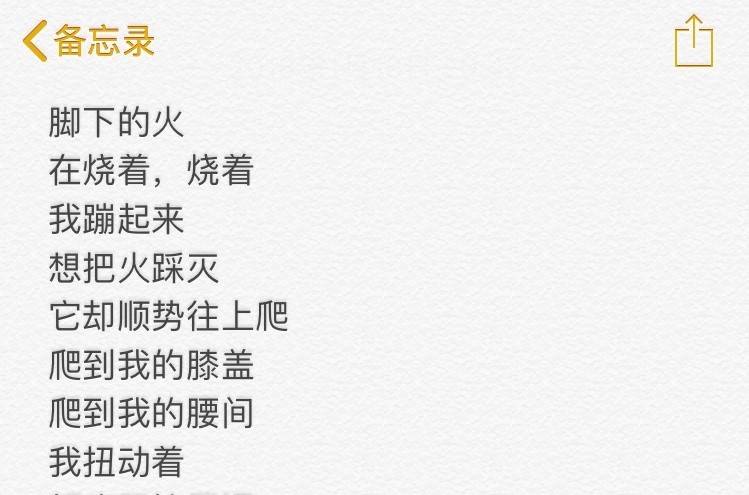 备忘录
脚下的火
在烧着，烧着
我蹦起来
想把火踩灭
它却顺势往上爬
爬到我的膝盖
爬到我的腰间
我扭动着